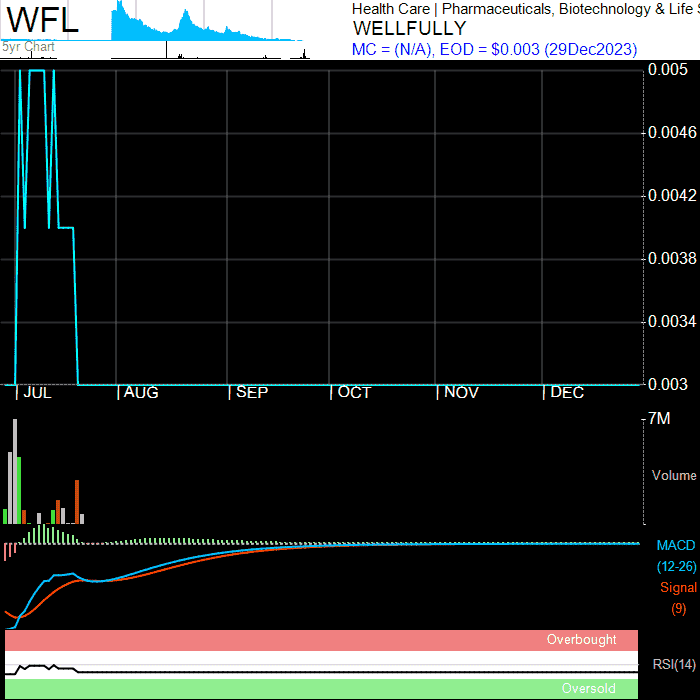 WFL
5yr Chart
Health Care | Pharmaceuticals, Biotechnology & Life
WELLFULLY
MC = (N/A), EOD = $0.003 (29Dec2023)
0.005
0.0046
0.0042
0.0038
0.0034
0.003
JUL AUG SEP OCT NOV DEC
7M
Volume
MACD
(12-26)
Signal
(9)
Overbought
RSI(14)
Oversold